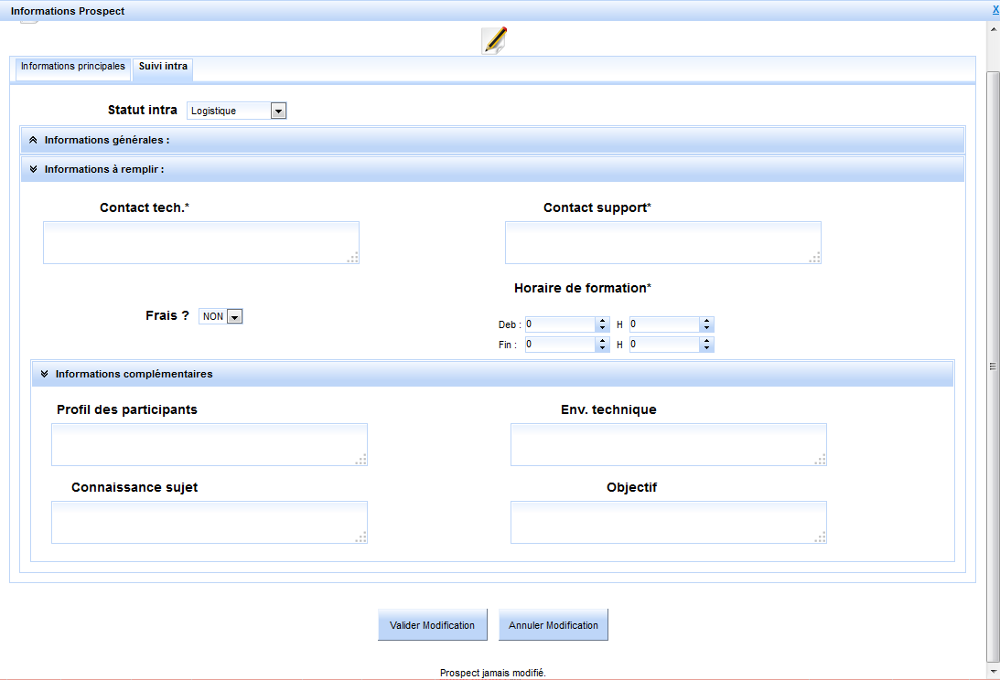 Informations Prospect X
Informations principales Suivi intra
Statut intra Logistique
Informations générales :
Informations à remplir :
Contact tech.* Contact support*
Horaire de formation*
Frais ? NON
Deb : 0 H 0
Fin : 0 H 0
Informations complémentaires
Profil des participants Env. technique
Connaissance sujet Objectif
Valider Modification Annuler Modification
Prospect jamais modifié.